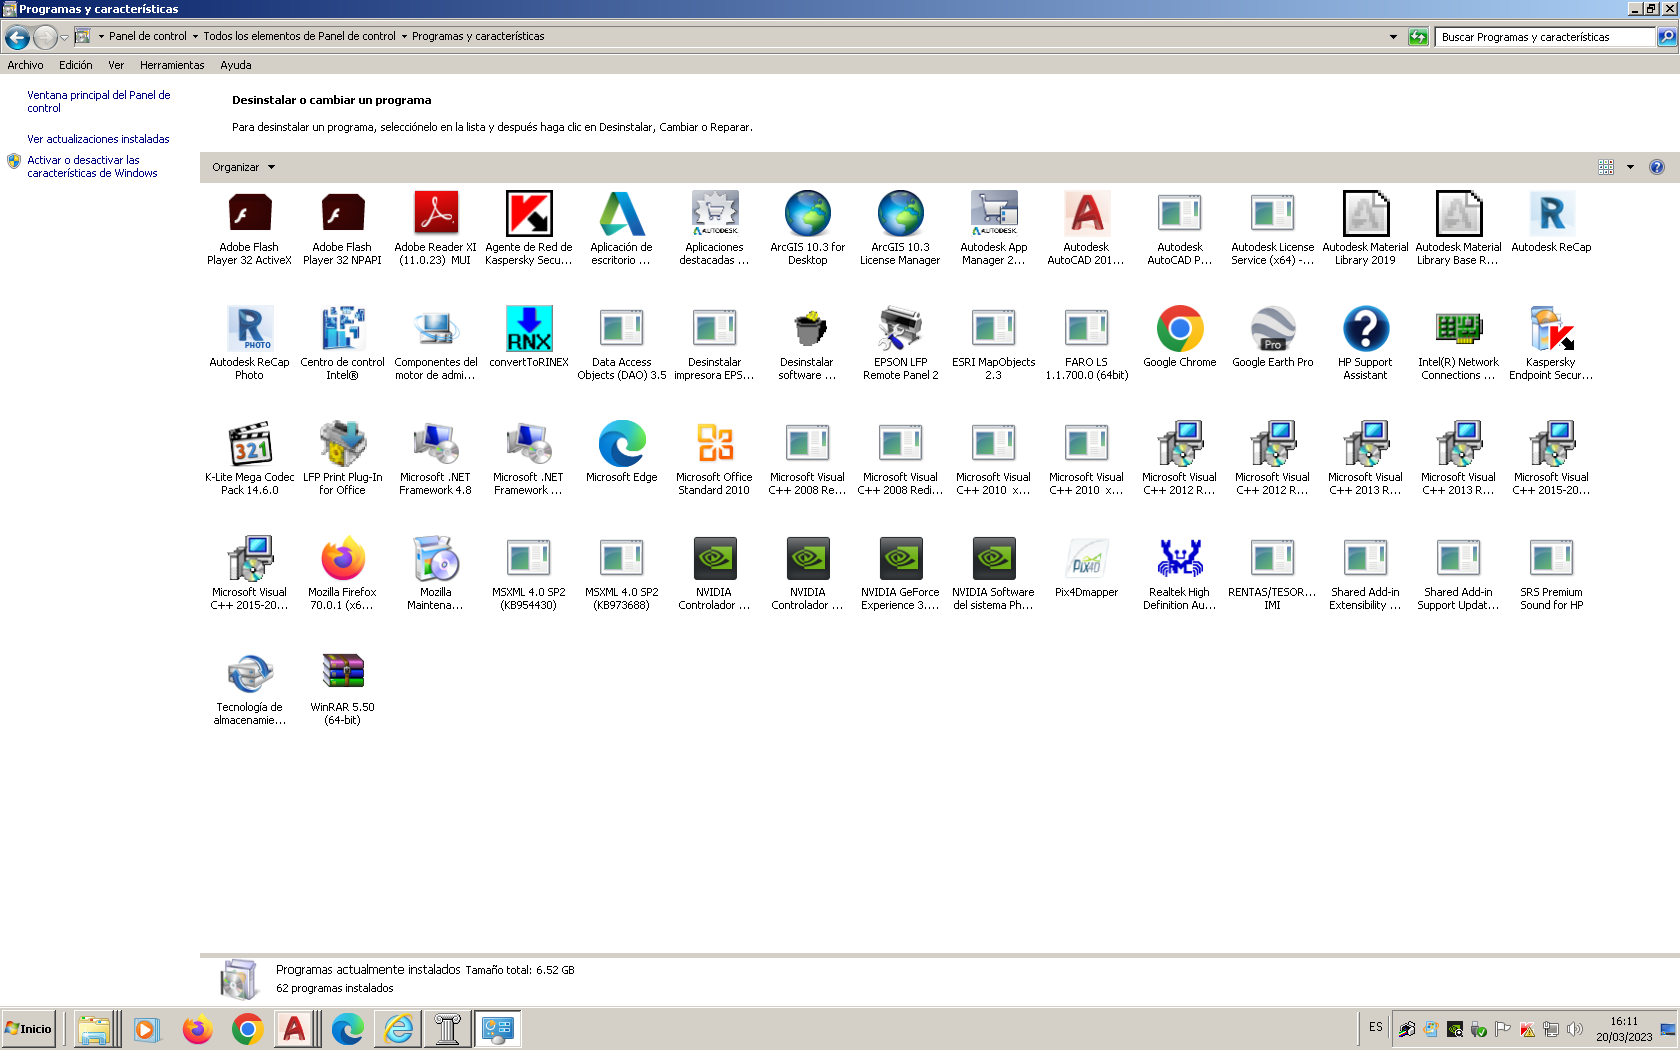 Programas y características
Panel de control
Todos los elementos de Panel de control
Programas y características
Buscar Programas y características
Archivo
Edición
Ver
Herramientas
Ayuda
Ventana principal del Panel de
control
Ver actualizaciones instaladas
Activar o desactivar las
características de Windows
Desinstalar o cambiar un programa
Para desinstalar un programa, selecciónelo en la lista y después haga clic en Desinstalar, Cambiar o Reparar.
Organizar
Adobe Flash
Player 32 ActiveX
Adobe Flash
Player 32 NPAPI
Adobe Reader XI
(11.0.23) MUI
Agente de Red de
Kaspersky Secu...
Aplicación de
escritorio ...
AUTODESK.
Aplicaciones
destacadas ...
ArcGIS 10.3 for
Desktop
ArcGIS 10.3
License Manager
AUTODESK.
Autodesk App
Manager 2...
Autodesk
AutoCAD 201...
Autodesk
AutoCAD P...
Autodesk License
Service (x64) -...
Autodesk Material
Library 2019
Autodesk Material
Library Base R...
Autodesk ReCap
PHOTO
Autodesk ReCap
Photo
Centro de control
Intel®
Componentes del
motor de admi...
RNX
convertToRINEX
Data Access
Objects (DAO) 3.5
Desinstalar
impresora EPS...
Desinstalar
software ...
EPSON LFP
Remote Panel 2
ESRI MapObjects
2.3
FARO LS
1.1.700.0 (64bit)
Google Chrome
Pro
Google Earth Pro
HP Support
Assistant
Intel(R) Network
Connections ...
Kaspersky
Endpoint Secur...
321
K-Lite Mega Codec
Pack 14.6.0
LFP Print Plug-In
for Office
Microsoft .NET
Framework 4.8
Microsoft .NET
Framework ...
Microsoft Edge
Microsoft Office
Standard 2010
Microsoft Visual
C++ 2008 Re...
Microsoft Visual
C++ 2008 Redi...
Microsoft Visual
C++ 2010 x...
Microsoft Visual
C++ 2010 x...
Microsoft Visual
C++ 2012 R...
Microsoft Visual
C++ 2012 R...
Microsoft Visual
C++ 2013 R...
Microsoft Visual
C++ 2013 R...
Microsoft Visual
C++ 2015-20...
Microsoft Visual
C++ 2015-20...
Mozilla Firefox
70.0.1 (x6...
Mozilla
Maintena...
MSXML 4.0 SP2
(KB954430)
MSXML 4.0 SP2
(KB973688)
NVIDIA
Controlador ...
NVIDIA
Controlador ...
NVIDIA GeForce
Experience 3....
NVIDIA Software
del sistema Ph...
Pix4D
Pix4Dmapper
Realtek High
Definition Au...
RENTAS/TESOR...
IMI
Shared Add-in
Extensibility ...
Shared Add-in
Support Updat...
SRS Premium
Sound for HP
Tecnología de
almacenamie...
WinRAR 5.50
(64-bit)
Programas actualmente instalados Tamaño total: 6.52 GB
62 programas instalados
Inicio
ES
16:11
20/03/2023